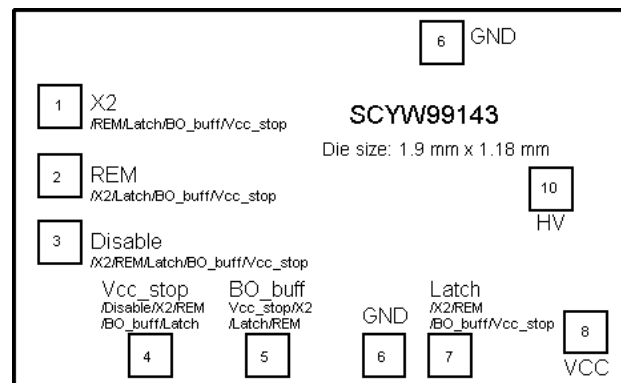 6 GND
1 X2
/REM/Latch/BO_buff/Vcc_stop
SCYW99143
Die size: 1.9 mm x 1.18 mm
2 REM
/X2/Latch/BO_buff/Vcc_stop
10
HV
3 Disable
/X2/REM/Latch/BO_buff/Vcc_stop
Vcc_stop
/Disable/X2/REM
/BO_buff/Latch
4
BO_buff
Vcc_stop/X2
/Latch/REM
5
GND
6
Latch
/X2/REM
/BO_buff/Vcc_stop
7
8
VCC